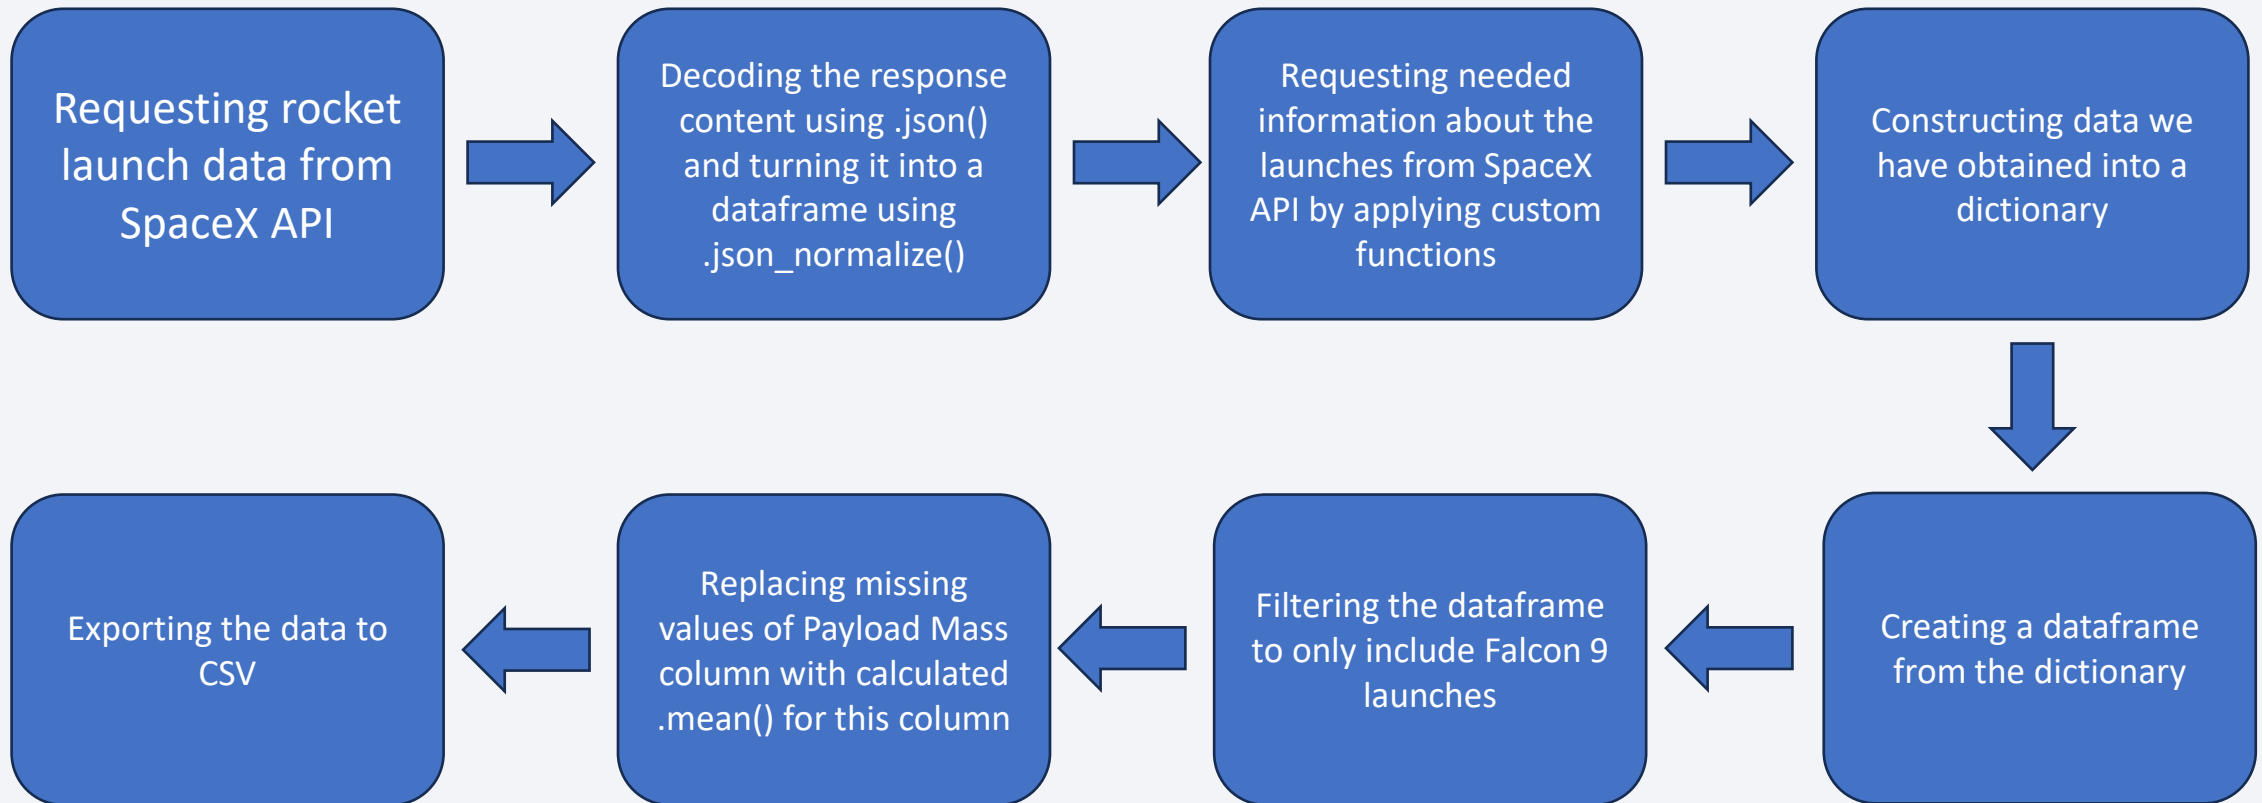 Requesting rocket
launch data from
SpaceX API
Decoding the response
content using .json()
and turning it into a
dataframe using
.json_normalize()
Requesting needed
information about the
launches from SpaceX
API by applying custom
functions
Constructing data we
have obtained into a
dictionary
Creating a dataframe
from the dictionary
Filtering the dataframe
to only include Falcon 9
launches
Replacing missing
values of Payload Mass
column with calculated
.mean() for this column
Exporting the data to
CSV